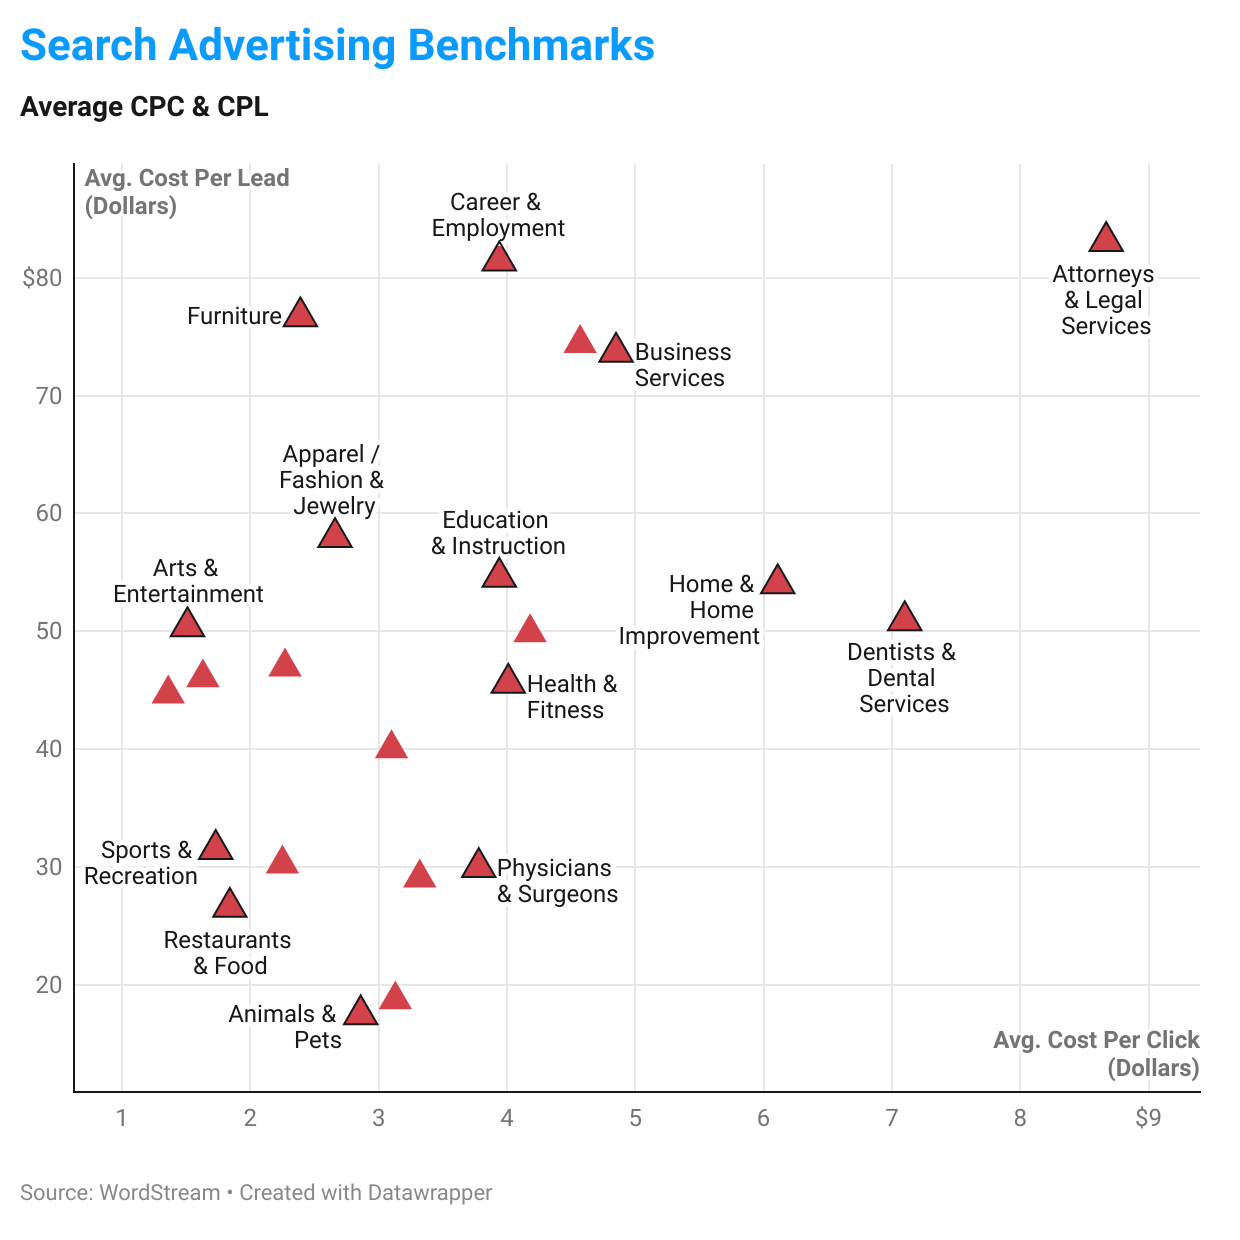 Search Advertising Benchmarks
Average CPC & CPL
Avg. Cost Per Lead
(Dollars)
Career &
Employment
Attorneys
& Legal
Services
$80
Furniture
Business
Services
70
Apparel /
Fashion &
Jewelry
60
Education
& Instruction
Arts &
Entertainment
Home &
Home
Improvement
50
Dentists &
Dental
Services
Health &
Fitness
40
Sports &
Recreation
30
Physicians
& Surgeons
Restaurants
& Food
20
Animals &
Pets
Avg. Cost Per Click
(Dollars)
1 2 3 4 5 6 7 8 $9
Source: WordStream • Created with Datawrapper